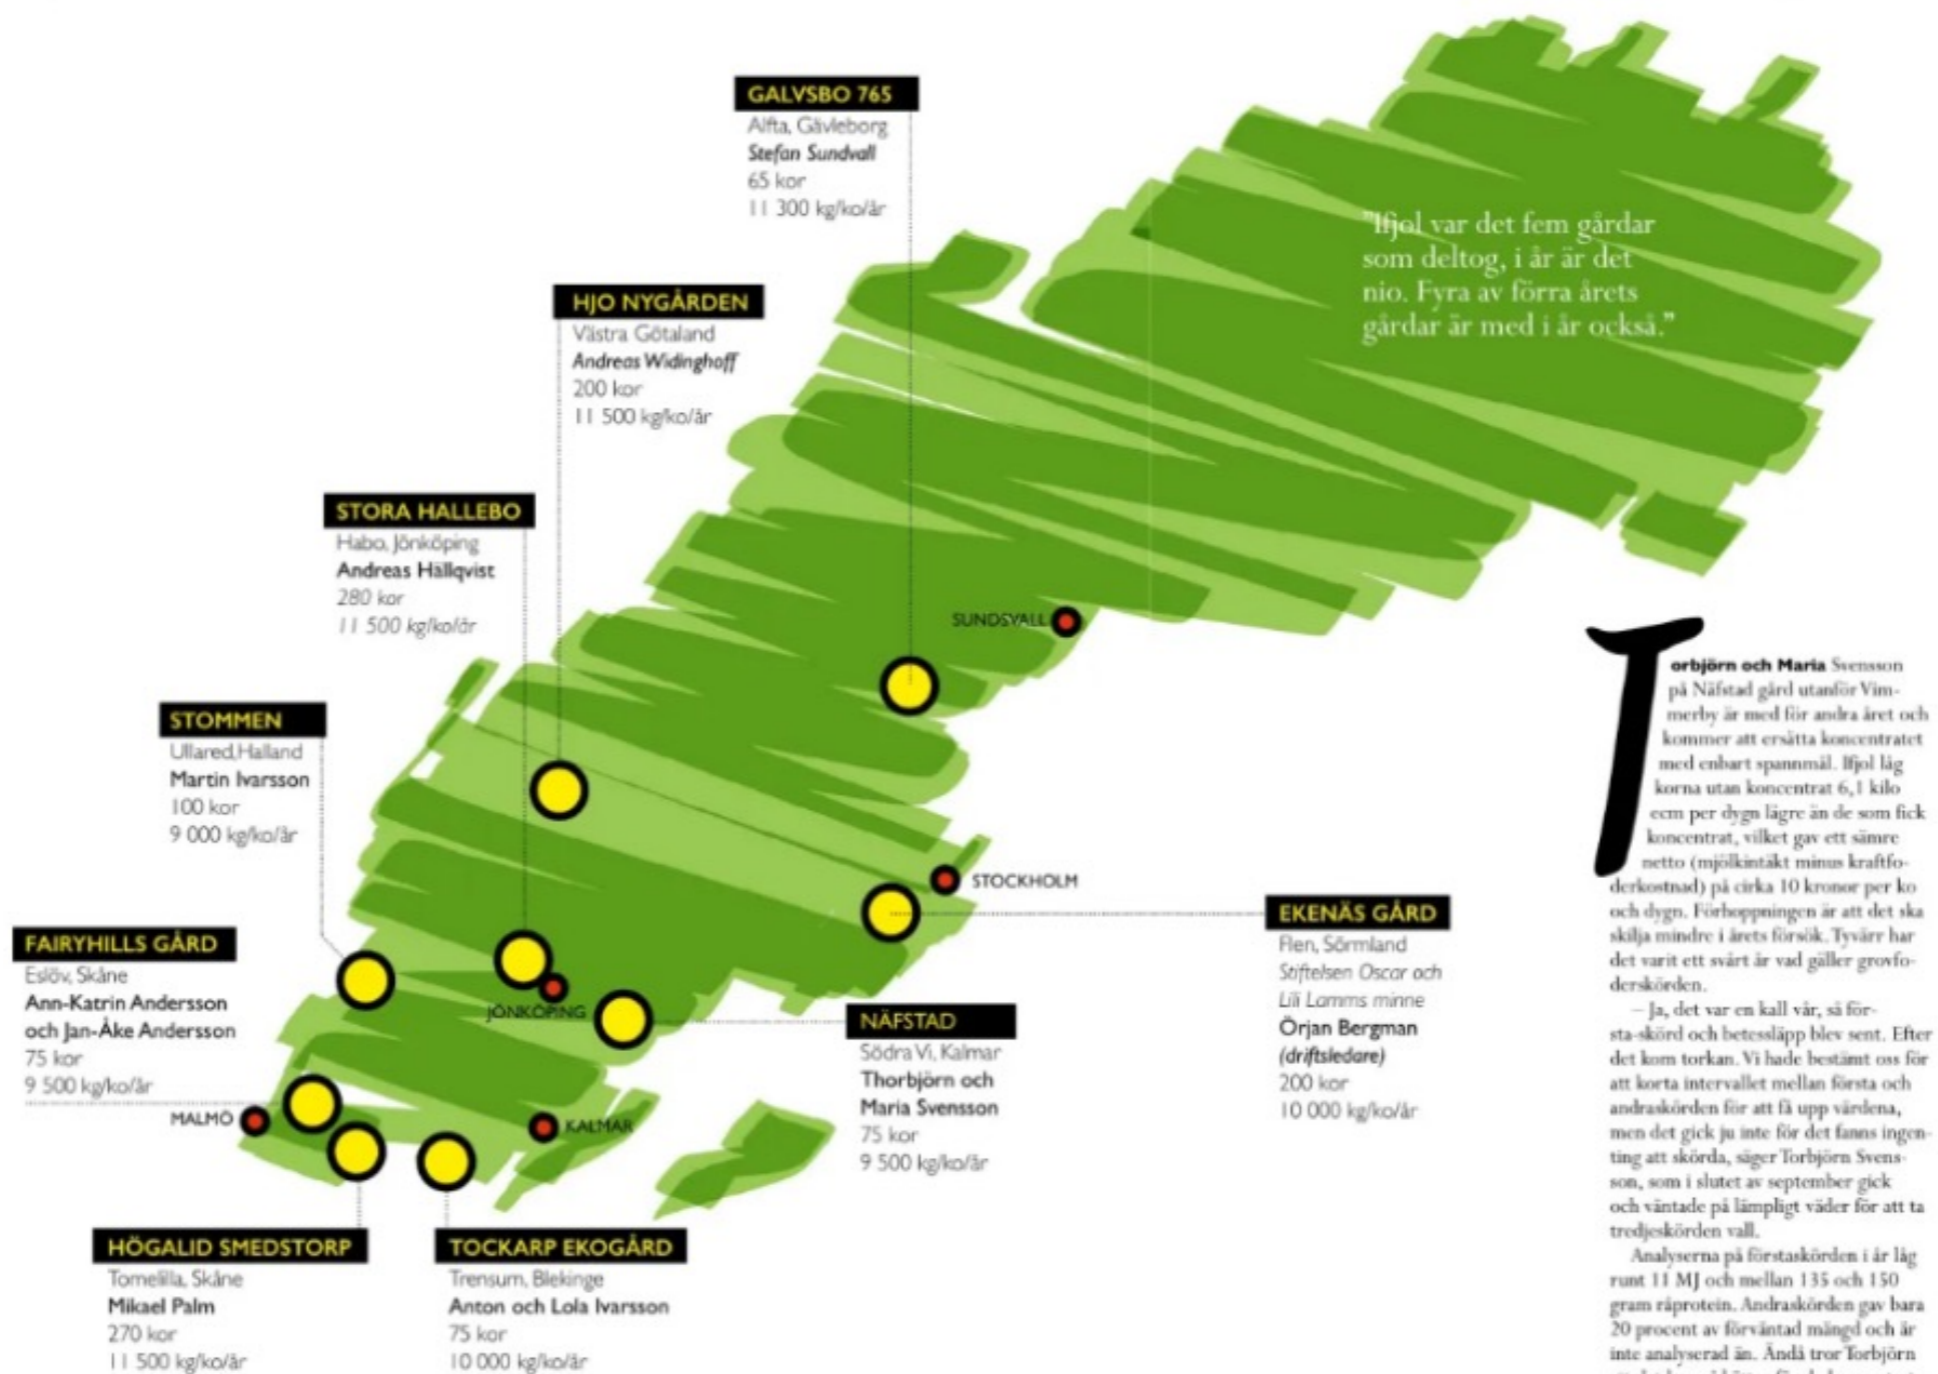 GALVSBO 765
Alfta, Gävleborg
Stefan Sundvall
65 kor
11 300 kg/ko/år
"Ifjol var det fem gårdar
som deltog, i år är det
nio. Fyra av förra årets
gårdar är med i år också."
HJO NYGÅRDEN
Västra Götaland
Andreas Widinghoff
200 kor
11 500 kg/ko/år
STORA HALLEBO
Habo, Jönköping
Andreas Hällqvist
280 kor
11 500 kg/ko/år
STOMMEN
Ullared,Halland
Martin Ivarsson
100 kor
9 000 kg/ko/år
FAIRYHILLS GÅRD
Eslöv, Skåne
Ann-Katrin Andersson
och Jan-Åke Andersson
75 kor
9 500 kg/ko/år
SUNDSVALL
STOCKHOLM
JÖNKÖPING
MALMÖ
KALMAR
EKENÄS GÅRD
Flen, Sörmland
Stiftelsen Oscar och
Lili Lamms minne
Örjan Bergman
(driftsledare)
200 kor
10 000 kg/ko/år
NÄFSTAD
Södra Vi, Kalmar
Thorbjörn och
Maria Svensson
75 kor
9 500 kg/ko/år
HÖGALID SMEDSTORP
Tomelilla, Skåne
Mikael Palm
270 kor
11 500 kg/ko/år
TOCKARP EKOGÅRD
Trensum, Blekinge
Anton och Lola Ivarsson
75 kor
10 000 kg/ko/år
Torbjörn och Maria Svensson
på Näfstad gård utanför Vim-
merby är med för andra året och
kommer att ersätta koncentratet
med enbart spannmål. Ifjol låg
korna utan koncentrat 6,1 kilo
ecm per dygn lägre än de som fick
koncentrat, vilket gav ett sämre
netto (mjölkintäkt minus kraftfo-
derkostnad) på cirka 10 kronor per ko
och dygn. Förhoppningen är att det ska
skilja mindre i årets försök. Tyvärr har
det varit ett svårt år vad gäller grovfo-
derskörden.
– Ja, det var en kall vår, så för-
sta-skörd och betessläpp blev sent. Efter
det kom torkan. Vi hade bestämt oss för
att korta intervallet mellan första och
andraskörden för att få upp värdena,
men det gick ju inte för det fanns ingen-
ting att skörda, säger Torbjörn Svens-
son, som i slutet av september gick
och väntade på lämpligt väder för att ta
tredjeskörden vall.
Analyserna på förstaskörden i år låg
runt 11 MJ och mellan 135 och 150
gram råprotein. Andraskörden gav bara
20 procent av förväntad mängd och är
inte analyserad än. Ändå tror Torbjörn